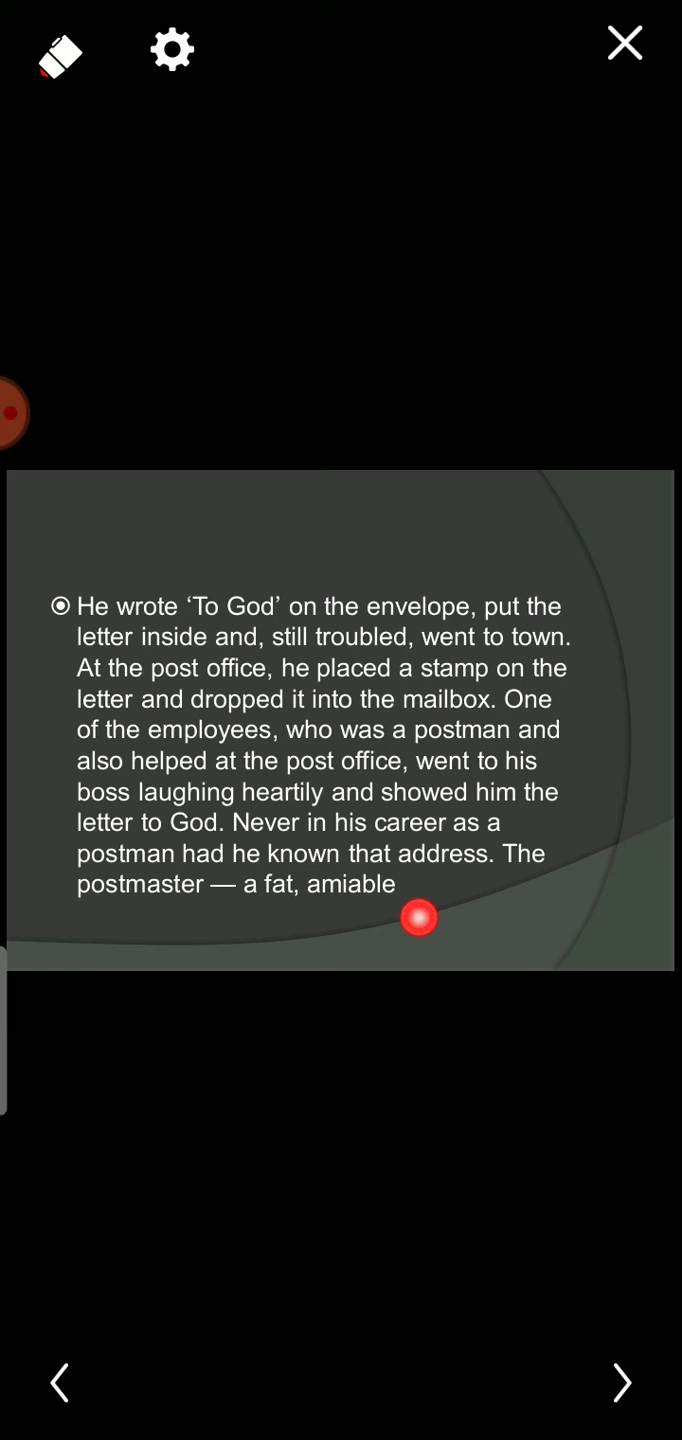 He wrote ‘To God’ on the envelope, put the
letter inside and, still troubled, went to town.
At the post office, he placed a stamp on the
letter and dropped it into the mailbox. One
of the employees, who was a postman and
also helped at the post office, went to his
boss laughing heartily and showed him the
letter to God. Never in his career as a
postman had he known that address. The
postmaster — a fat, amiable